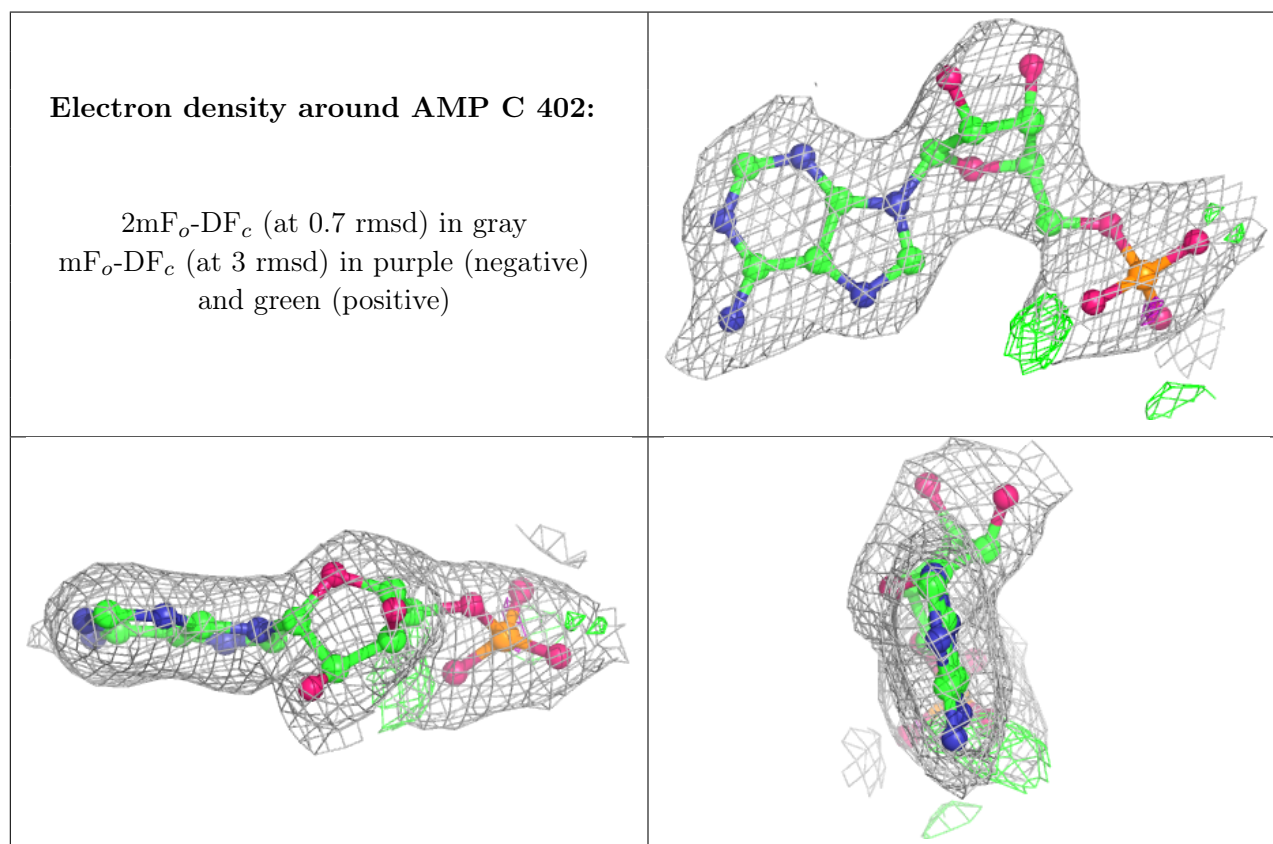 Electron density around AMP C 402:
2mFₒ-DF𝒸 (at 0.7 rmsd) in gray
mFₒ-DF𝒸 (at 3 rmsd) in purple (negative)
and green (positive)